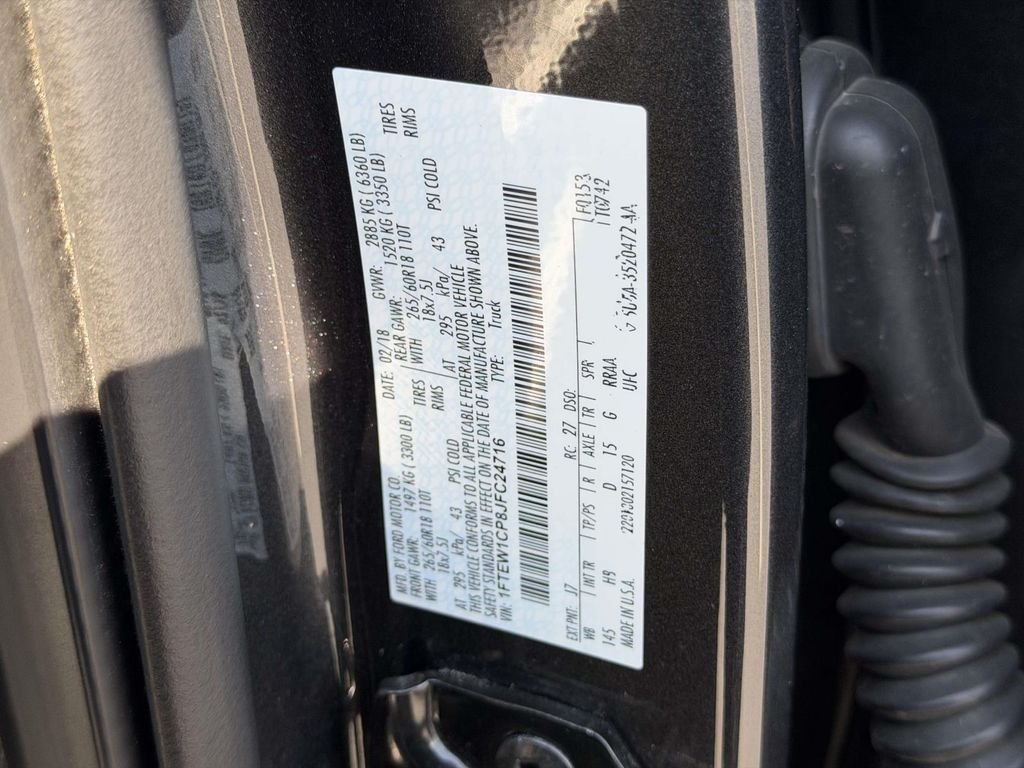 MFD. BY FORD MOTOR CO. DATE: 02/18 GVWR: 2885 KG ( 6360 LB)
FRONT GAWR: 1497 KG ( 3300 LB) REAR GAWR: 1520 KG ( 3350 LB)
WITH 265/60R18 110T TIRES WITH 265/60R18 110T TIRES
18x7.5J RIMS 18x7.5J RIMS
AT 295 kPa/ 43 PSI COLD AT 295 kPa/ 43 PSI COLD
THIS VEHICLE CONFORMS TO ALL APPLICABLE FEDERAL MOTOR VEHICLE
SAFETY STANDARDS IN EFFECT ON THE DATE OF MANUFACTURE SHOWN ABOVE.
VIN: 1FTEW1CP8JFC24716 TYPE: Truck
EXT PNT: J7 RC: 27 DSO: F0153
WB INT TR TP/PS R AXLE TR SPR
145 H9 D 15 G RRAA
MADE IN U.S.A. UFC